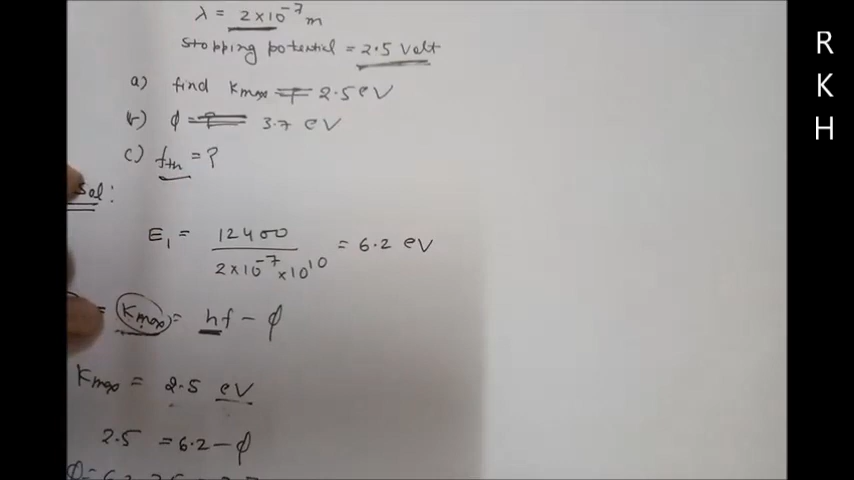 λ = 2×10⁻⁷ m
Stopping potential = 2.5 Volt
a) find Kmax = 2.5 eV
b) ϕ = ? 3.7 eV
c) fth = ?
Sol:
E₁ = 12400 / 2×10⁻⁷×10¹⁰ = 6.2 eV
= Kmax = hf - ϕ
Kmax = 2.5 eV
2.5 = 6.2 - ϕ
R
K
H